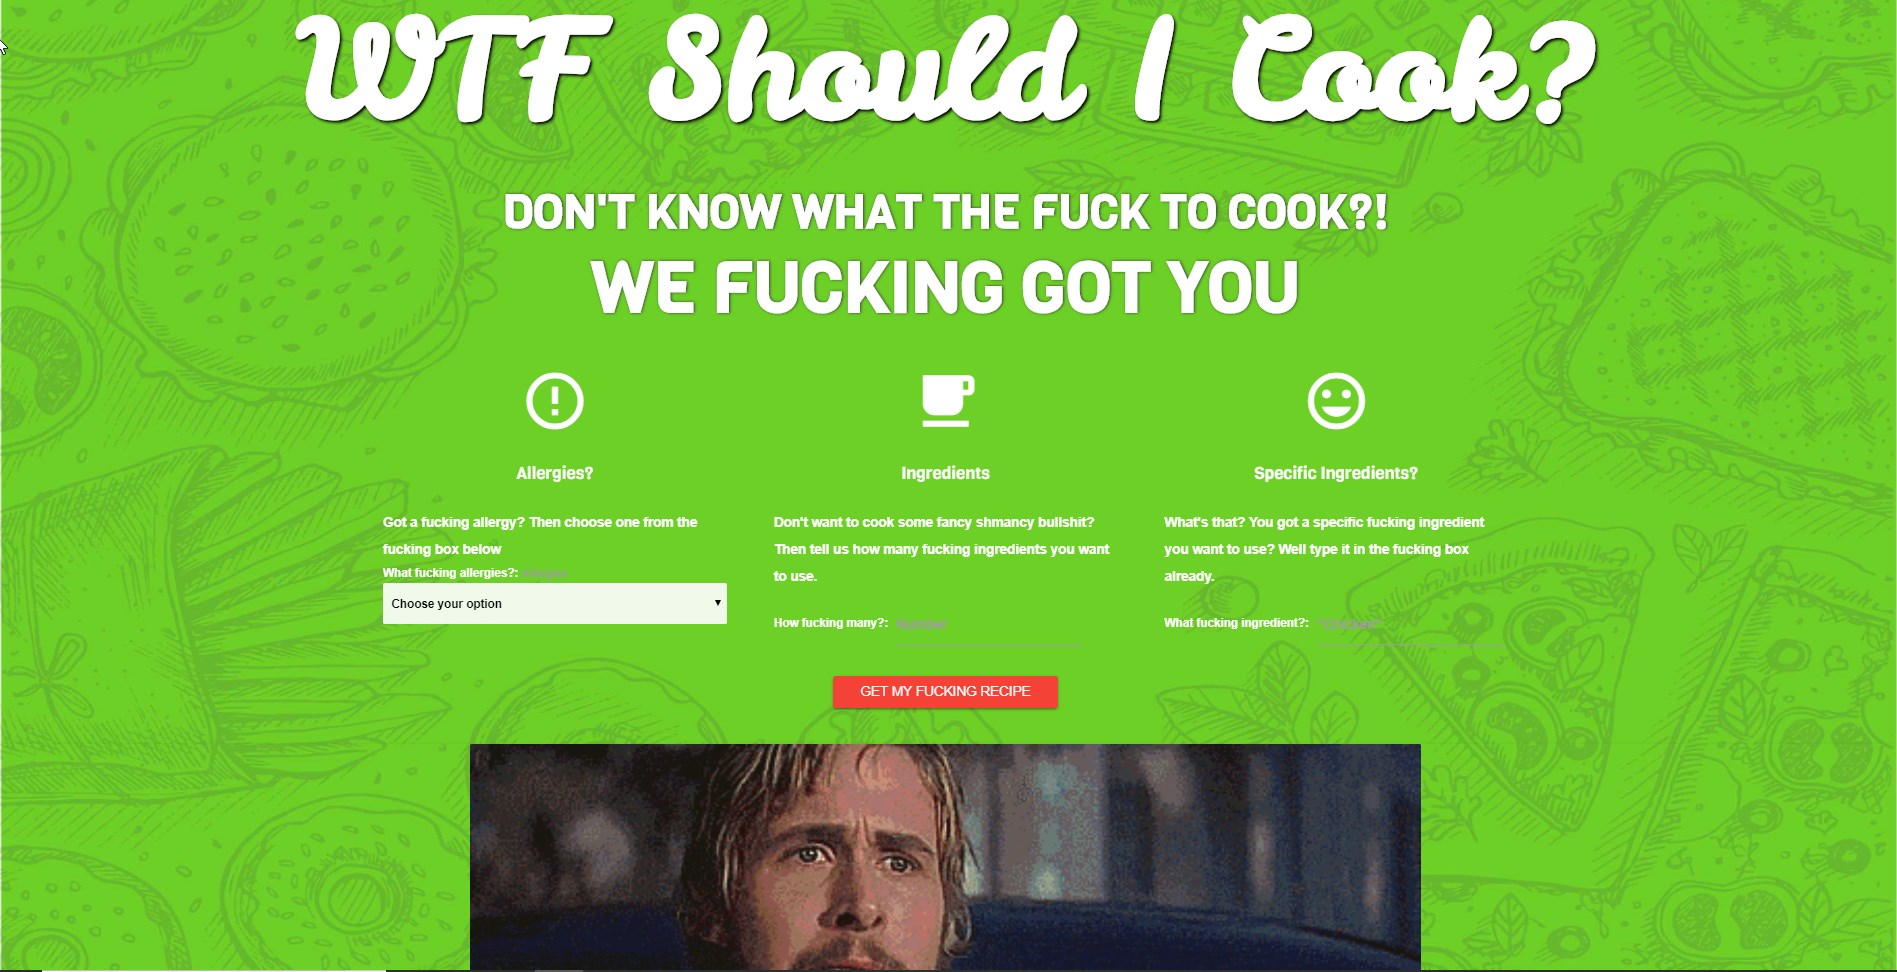 WTF Should I Cook?
DON'T KNOW WHAT THE FUCK TO COOK?!
WE FUCKING GOT YOU
Allergies?
Got a fucking allergy? Then choose one from the
fucking box below
What fucking allergies?:
Choose your option
Ingredients
Don't want to cook some fancy shmancy bullshit?
Then tell us how many fucking ingredients you want
to use.
How fucking many?: Number
Specific Ingredients?
What's that? You got a specific fucking ingredient
you want to use? Well type it in the fucking box
already.
What fucking ingredient?: "Chicken"
GET MY FUCKING RECIPE